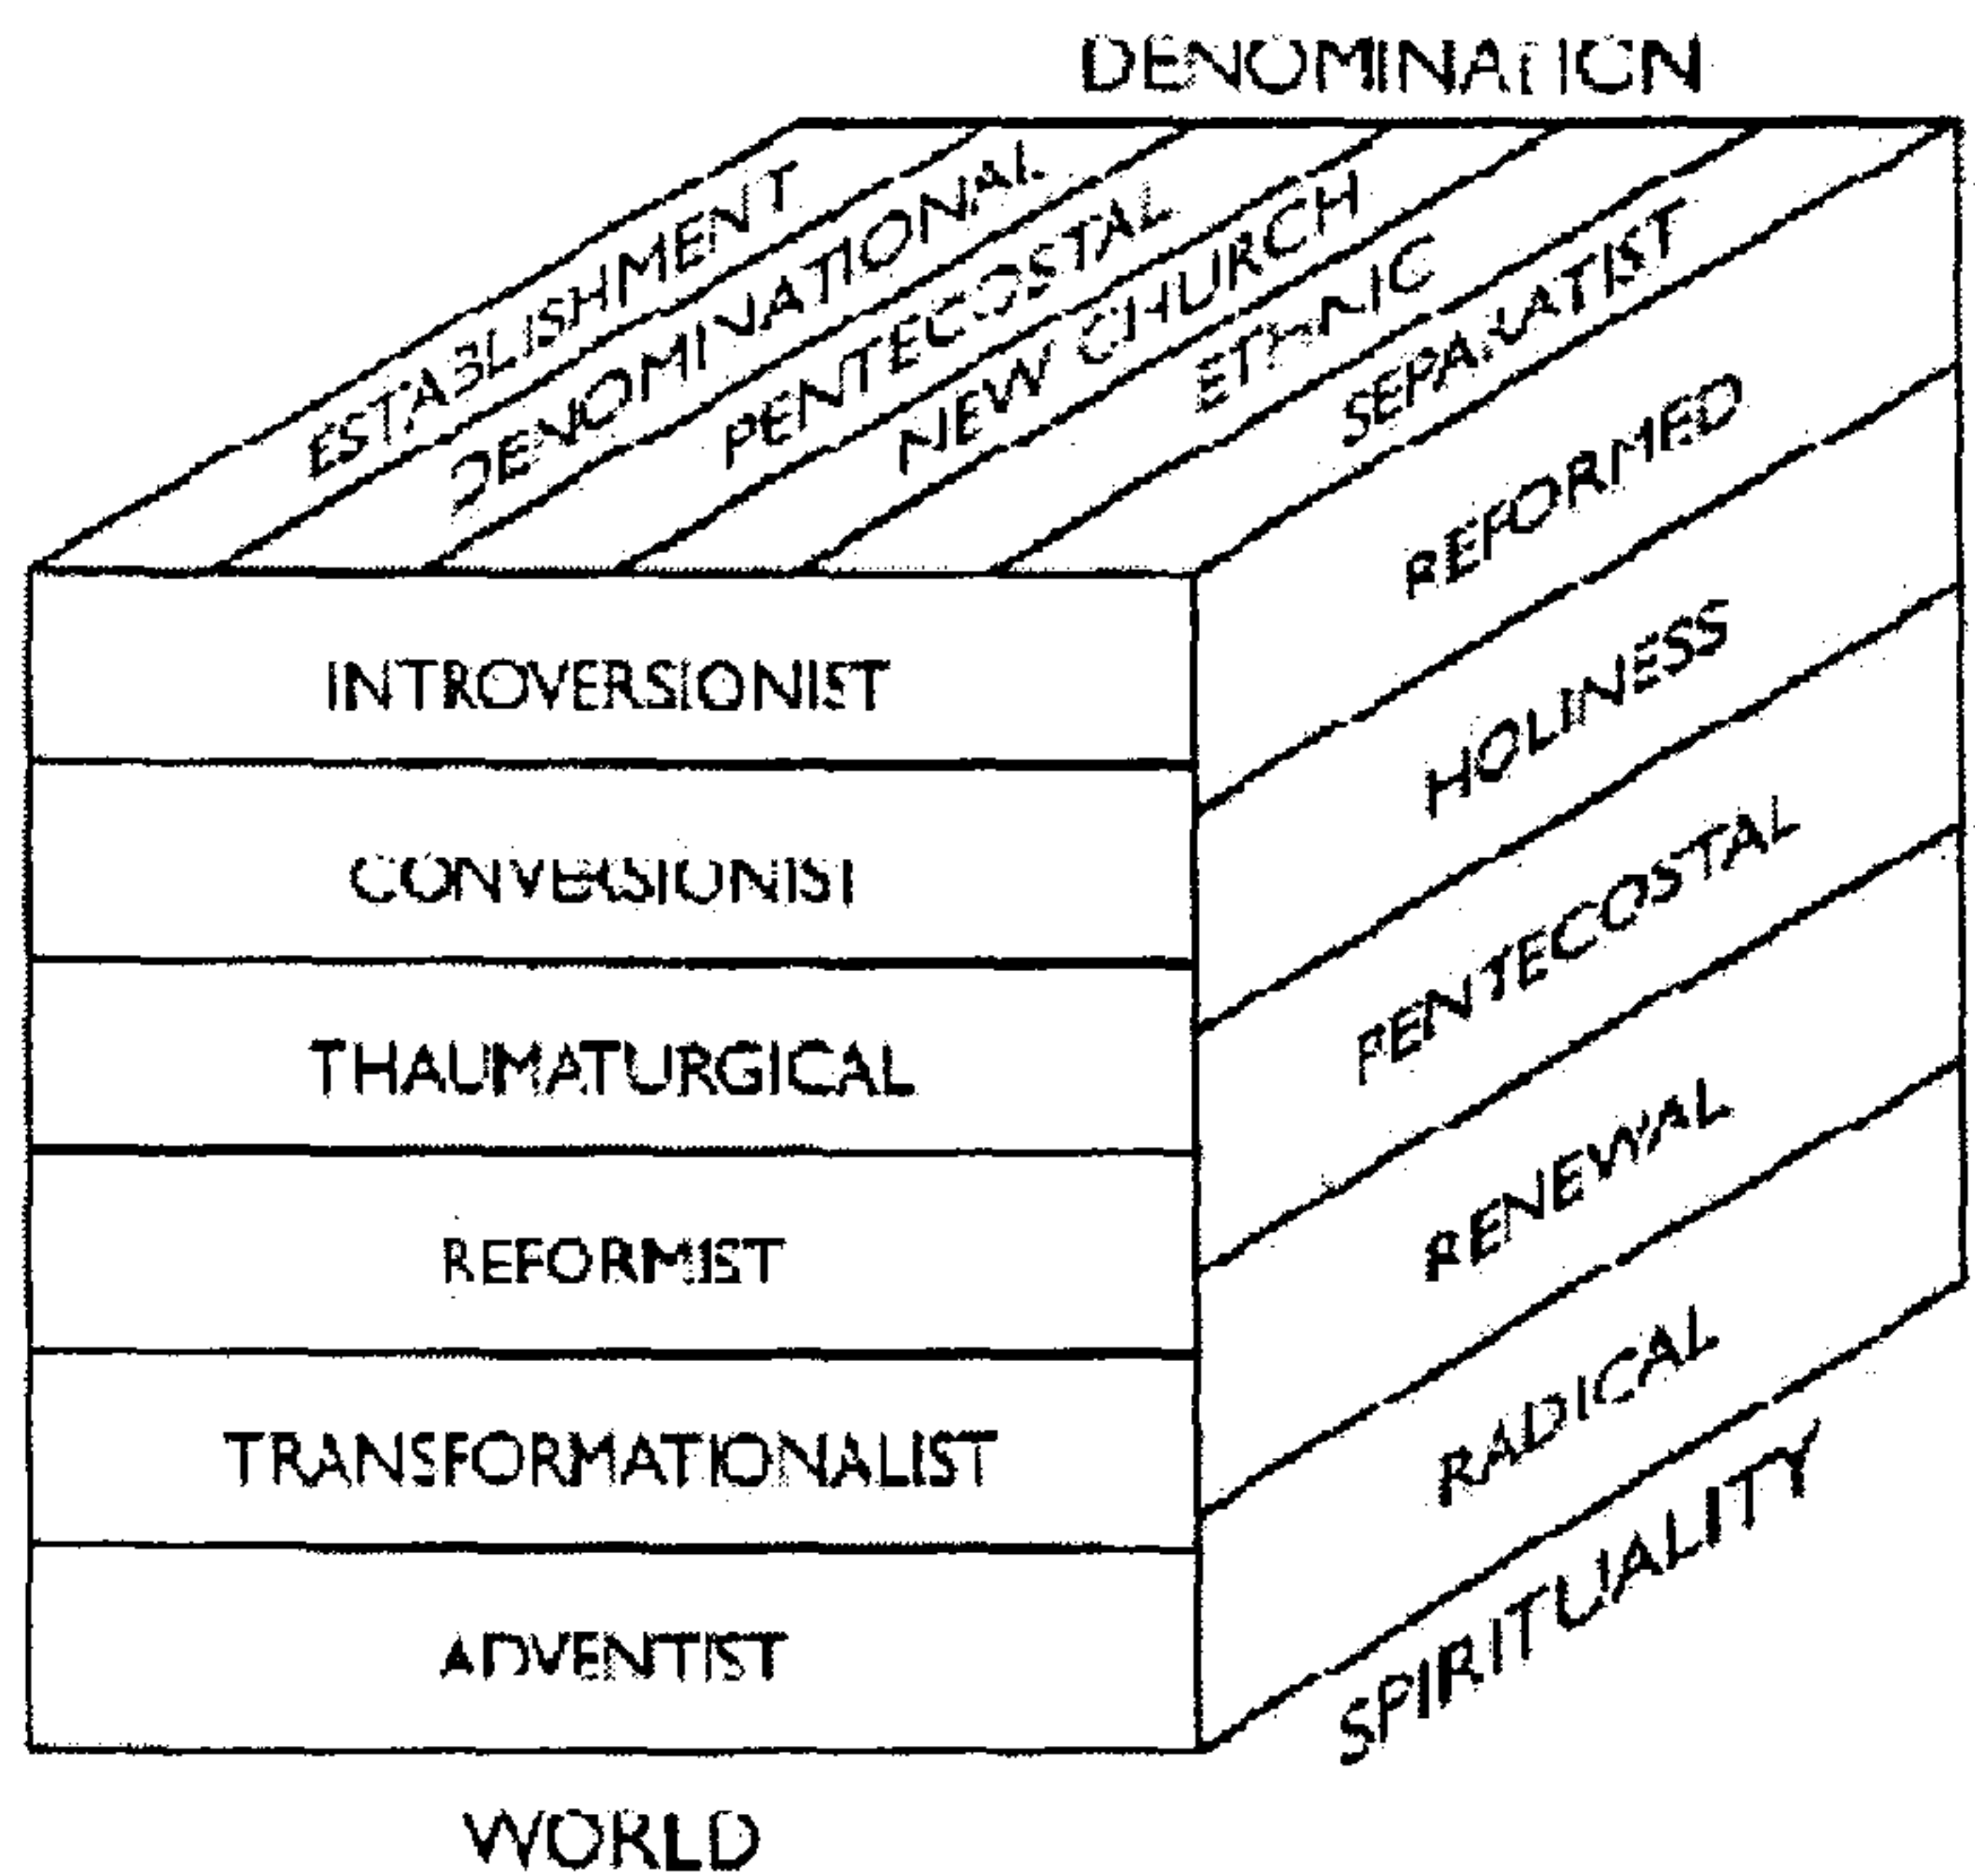 DENOMINATION
ESTABLISHMENT
DENOMINATIONAL
PENTECOSTAL
NEW CHURCH
ETHNIC
SEPARATIST
INTROVERSIONIST
CONVERSIONIST
THAUMATURGICAL
REFORMIST
TRANSFORMATIONALIST
ADVENTIST
WORLD
REFORMED
HOLINESS
PENTECOSTAL
RENEWAL
RADICAL
SPIRITUALITY